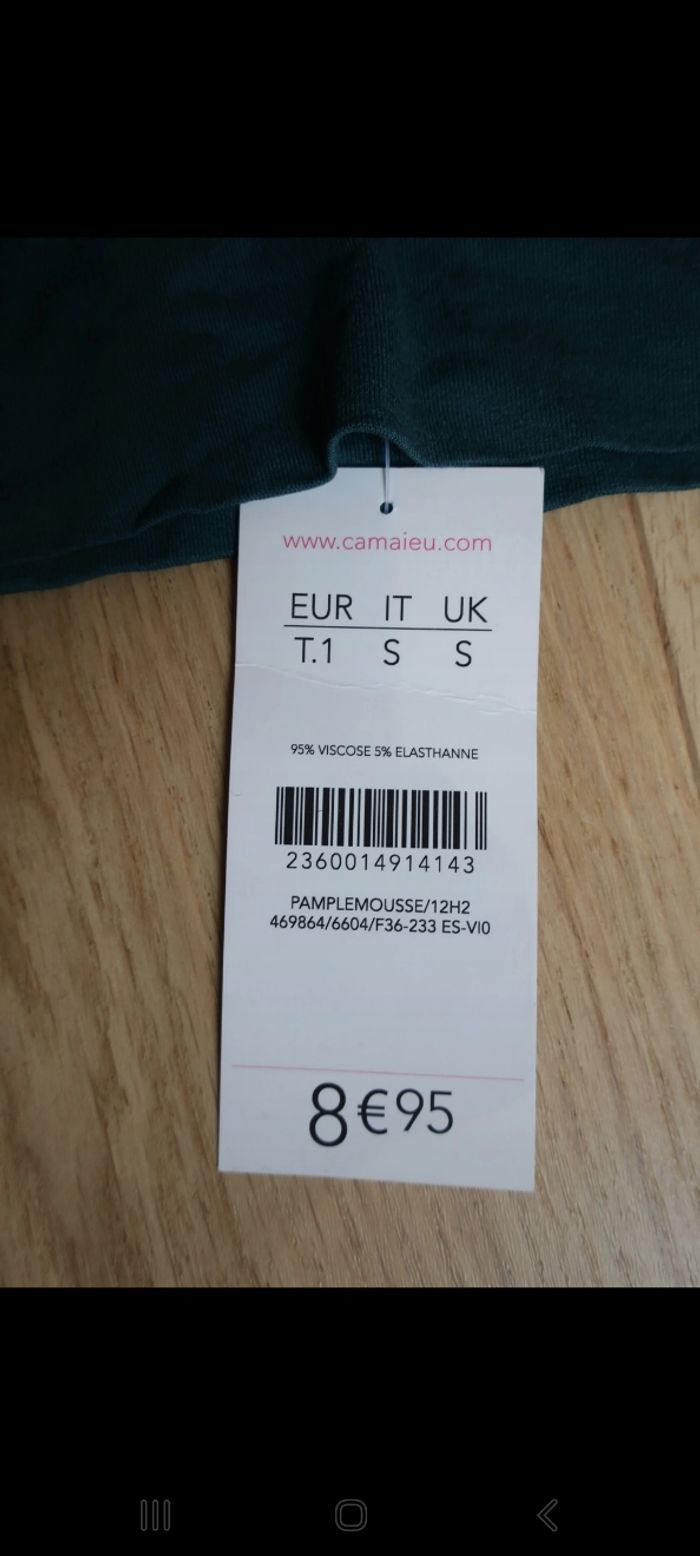 www.camaieu.com
EUR IT UK
T.1 S S
95% VISCOSE 5% ELASTHANNE
2360014914143
PAMPLEMOUSSE/12H2
469864/6604/F36-233 ES-VI0
8€95